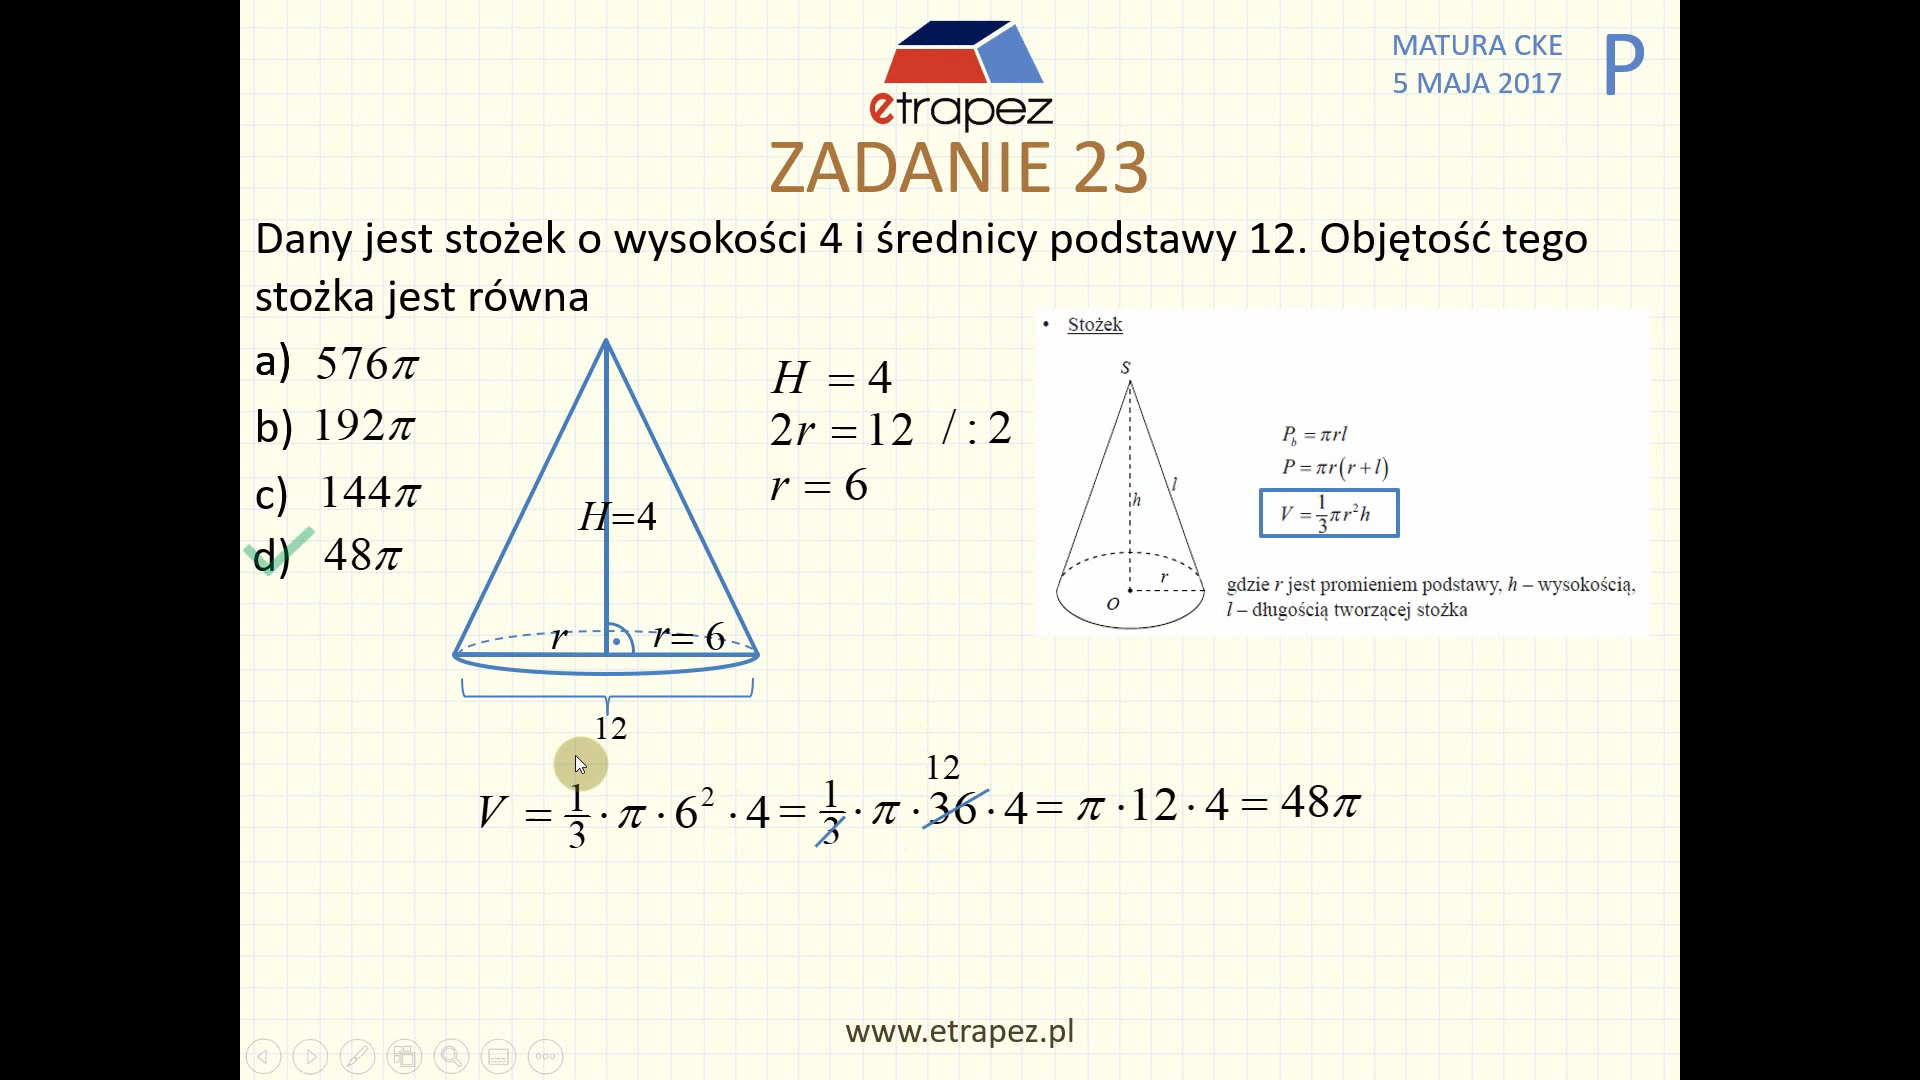 MATURA CKE
5 MAJA 2017
P
etrapez
ZADANIE 23
Dany jest stożek o wysokości 4 i średnicy podstawy 12. Objętość tego
stożka jest równa
a) 576π
b) 192π
c) 144π
d) 48π
H=4
r
r= 6
12
H = 4
2r = 12 / : 2
r = 6
• Stożek
S
h
l
r
O
P_b = πrl
P = πr(r + l)
V = 1/3 πr²h
gdzie r jest promieniem podstawy, h – wysokością,
l – długością tworzącej stożka
12
V = 1/3 · π · 6² · 4 = 1/3 · π · 36 · 4 = π · 12 · 4 = 48π
www.etrapez.pl